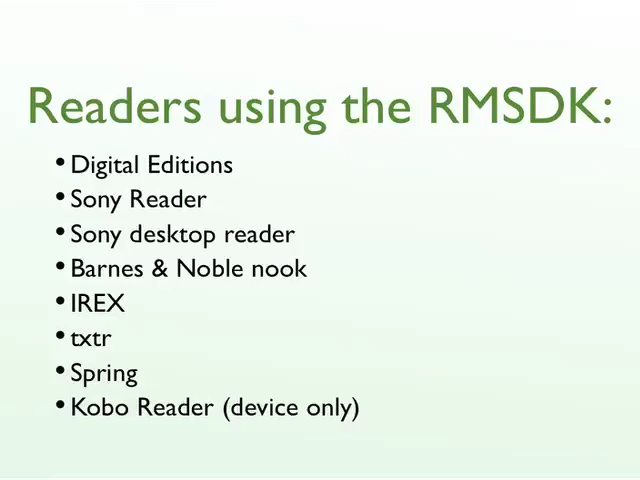 Readers using the RMSDK:
• Digital Editions
• Sony Reader
• Sony desktop reader
• Barnes & Noble nook
• IREX
• txtr
• Spring
• Kobo Reader (device only)